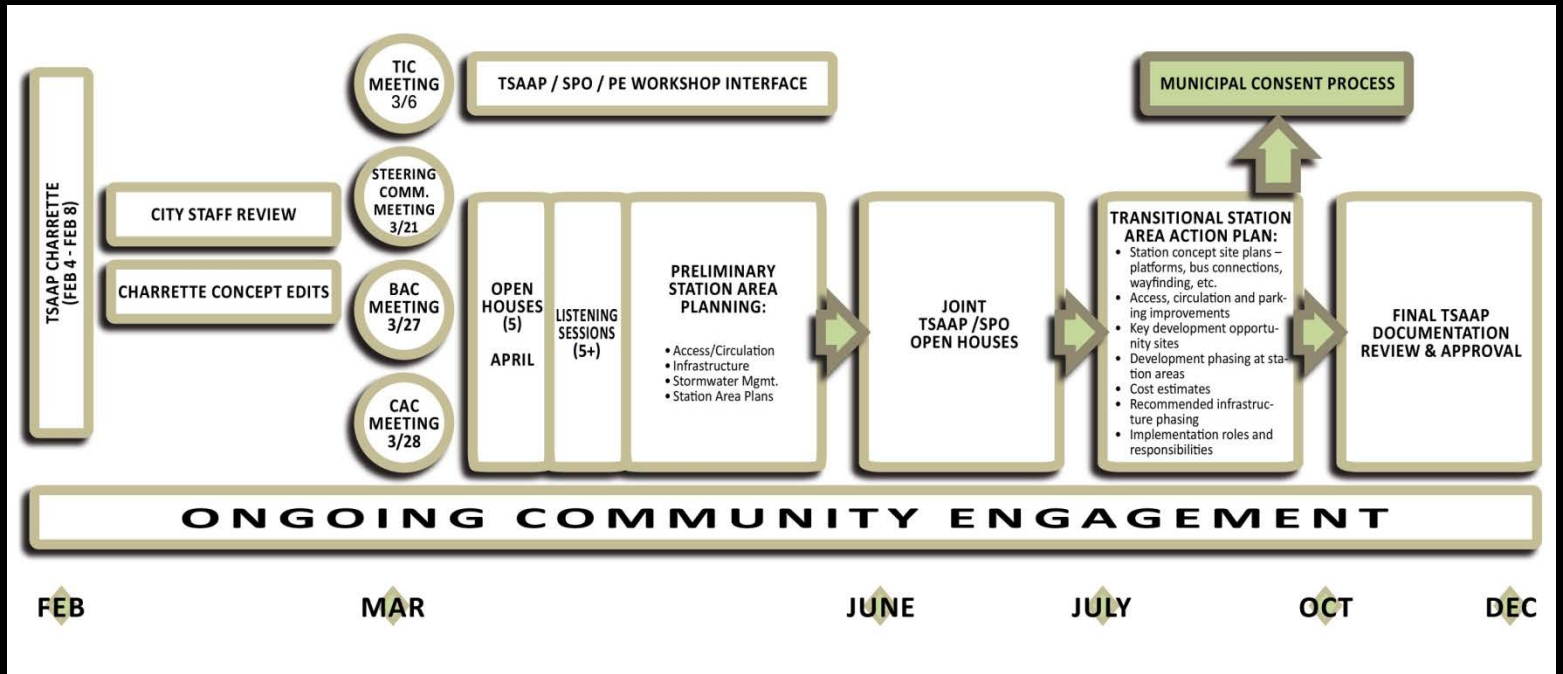 TSAAP CHARRETTE
(FEB 4 - FEB 8)
CITY STAFF REVIEW
CHARRETTE CONCEPT EDITS
TIC
MEETING
3/6
STEERING
COMM.
MEETING
3/21
BAC
MEETING
3/27
CAC
MEETING
3/28
TSAAP / SPO / PE WORKSHOP INTERFACE
OPEN
HOUSES
(5)
APRIL
LISTENING
SESSIONS
(5+)
PRELIMINARY
STATION AREA
PLANNING:
• Access/Circulation
• Infrastructure
• Stormwater Mgmt.
• Station Area Plans
JOINT
TSAAP /SPO
OPEN HOUSES
MUNICIPAL CONSENT PROCESS
TRANSITIONAL STATION
AREA ACTION PLAN:
• Station concept site plans –
platforms, bus connections,
wayfinding, etc.
• Access, circulation and park-
ing improvements
• Key development opportu-
nity sites
• Development phasing at sta-
tion areas
• Cost estimates
• Recommended infrastruc-
ture phasing
• Implementation roles and
responsibilities
FINAL TSAAP
DOCUMENTATION
REVIEW & APPROVAL
ONGOING COMMUNITY ENGAGEMENT
FEB
MAR
JUNE
JULY
OCT
DEC